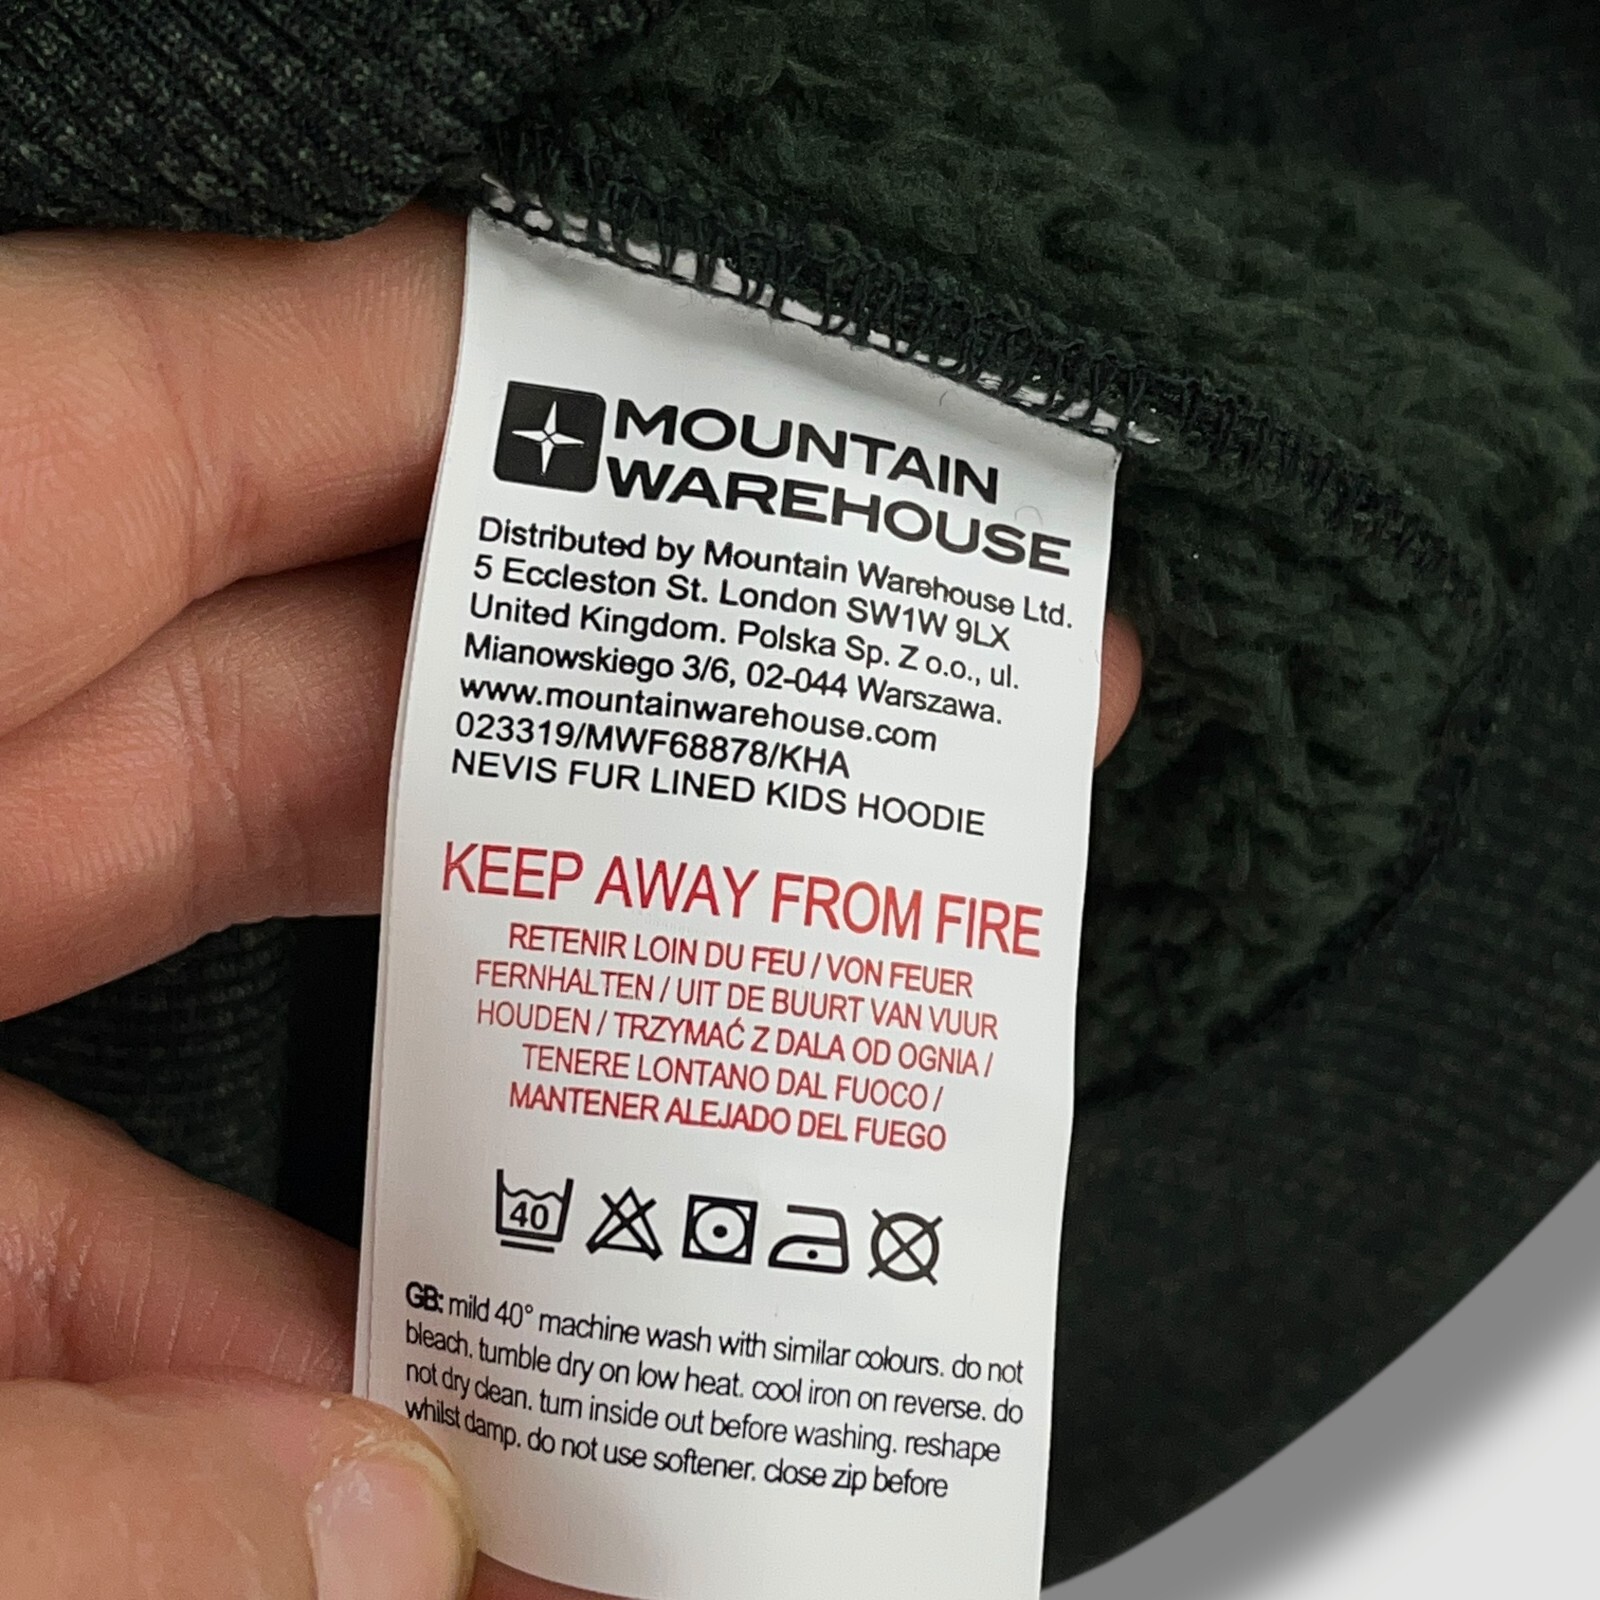 MOUNTAIN
WAREHOUSE
Distributed by Mountain Warehouse Ltd.
5 Eccleston St. London SW1W 9LX
United Kingdom. Polska Sp. Z o.o., ul.
Mianowskiego 3/6, 02-044 Warszawa.
www.mountainwarehouse.com
023319/MWF68878/KHA
NEVIS FUR LINED KIDS HOODIE
KEEP AWAY FROM FIRE
RETENIR LOIN DU FEU / VON FEUER
FERNHALTEN / UIT DE BUURT VAN VUUR
HOUDEN / TRZYMAĆ Z DALA OD OGNIA /
TENERE LONTANO DAL FUOCO /
MANTENER ALEJADO DEL FUEGO
40
GB: mild 40° machine wash with similar colours. do not
bleach. tumble dry on low heat. cool iron on reverse. do
not dry clean. turn inside out before washing. reshape
whilst damp. do not use softener. close zip before